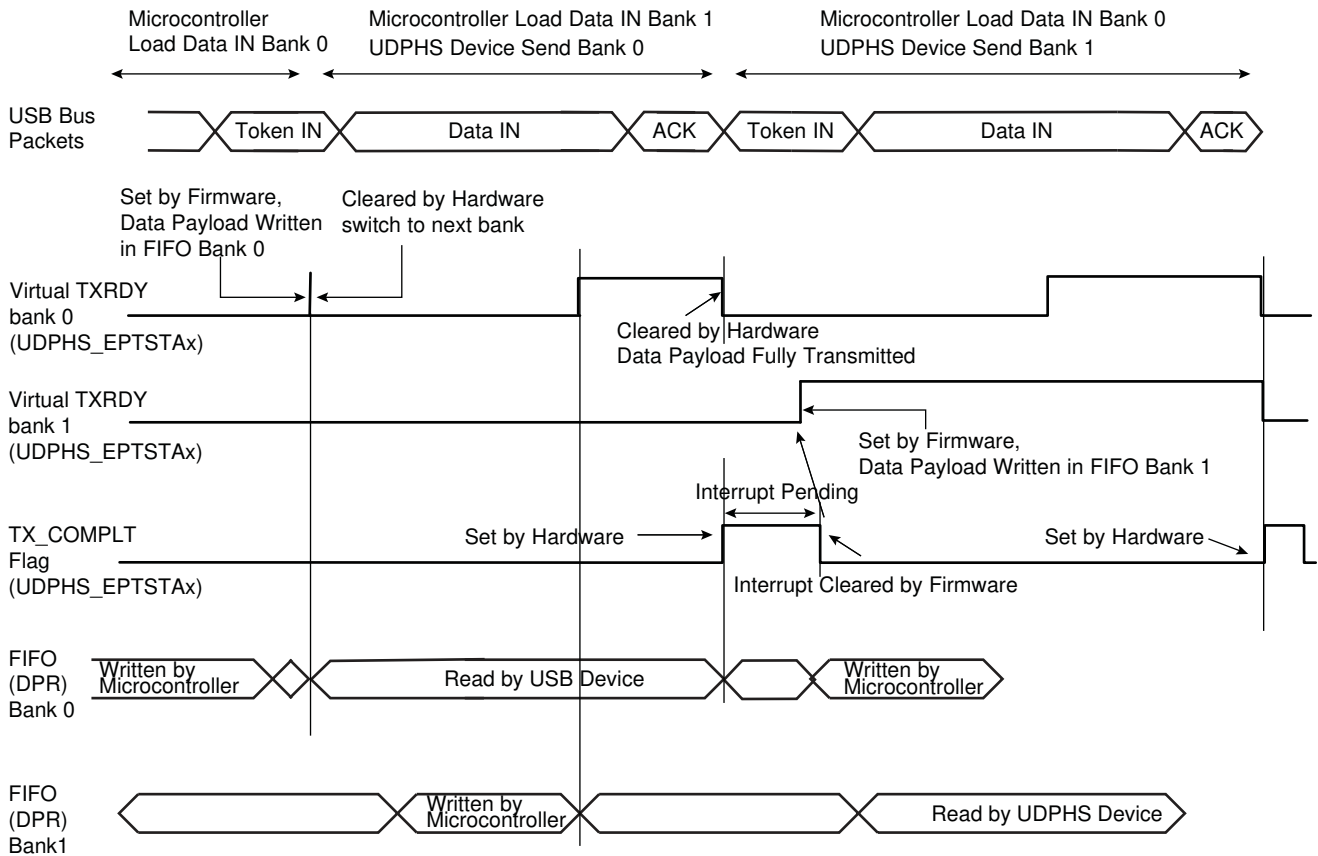 Microcontroller
Load Data IN Bank 0
Microcontroller Load Data IN Bank 1
UDPHS Device Send Bank 0
Microcontroller Load Data IN Bank 0
UDPHS Device Send Bank 1
USB Bus
Packets
Token IN
Data IN
ACK
Token IN
Data IN
ACK
Set by Firmware,
Data Payload Written
in FIFO Bank 0
Cleared by Hardware
switch to next bank
Virtual TXRDY
bank 0
(UDPHS_EPTSTAx)
Cleared by Hardware
Data Payload Fully Transmitted
Virtual TXRDY
bank 1
(UDPHS_EPTSTAx)
Set by Firmware,
Data Payload Written in FIFO Bank 1
Interrupt Pending
TX_COMPLT
Flag
(UDPHS_EPTSTAx)
Set by Hardware
Set by Hardware
Interrupt Cleared by Firmware
FIFO
(DPR)
Bank 0
Written by
Microcontroller
Read by USB Device
Written by
Microcontroller
FIFO
(DPR)
Bank1
Written by
Microcontroller
Read by UDPHS Device